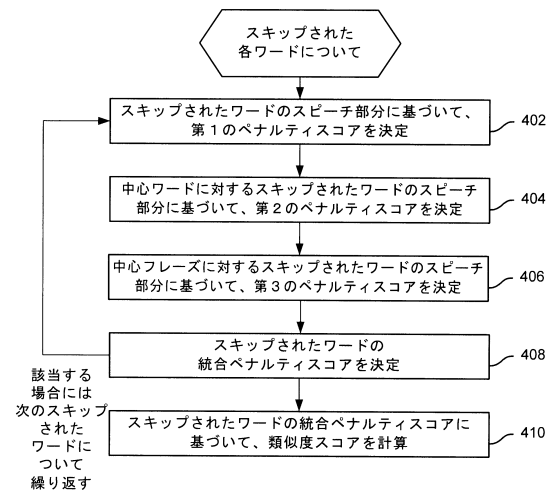 スキップされた
各ワードについて
スキップされたワードのスピーチ部分に基づいて、
第1のペナルティスコアを決定
402
中心ワードに対するスキップされたワードのスピーチ
部分に基づいて、第2のペナルティスコアを決定
404
中心フレーズに対するスキップされたワードのスピーチ
部分に基づいて、第3のペナルティスコアを決定
406
スキップされたワードの
統合ペナルティスコアを決定
408
該当する
場合には
次のスキップ
された
ワードに
ついて
繰り返す
スキップされたワードの統合ペナルティスコアに
基づいて、類似度スコアを計算
410